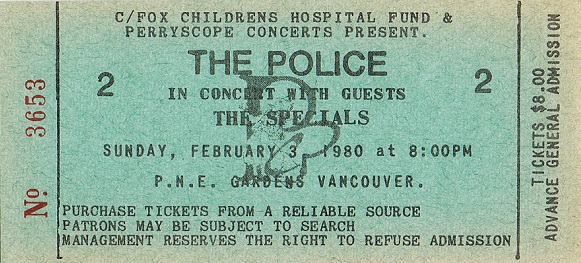 C/FOX CHILDRENS HOSPITAL FUND &
PERRYSCOPE CONCERTS PRESENT.
THE POLICE
2 2
IN CONCERT WITH GUESTS
THE SPECIALS
SUNDAY, FEBRUARY 3, 1980 at 8:00PM
P.N.E. GARDENS VANCOUVER.
PURCHASE TICKETS FROM A RELIABLE SOURCE
PATRONS MAY BE SUBJECT TO SEARCH
MANAGEMENT RESERVES THE RIGHT TO REFUSE ADMISSION
No 3653
TICKETS $8.00
ADVANCE GENERAL ADMISSION